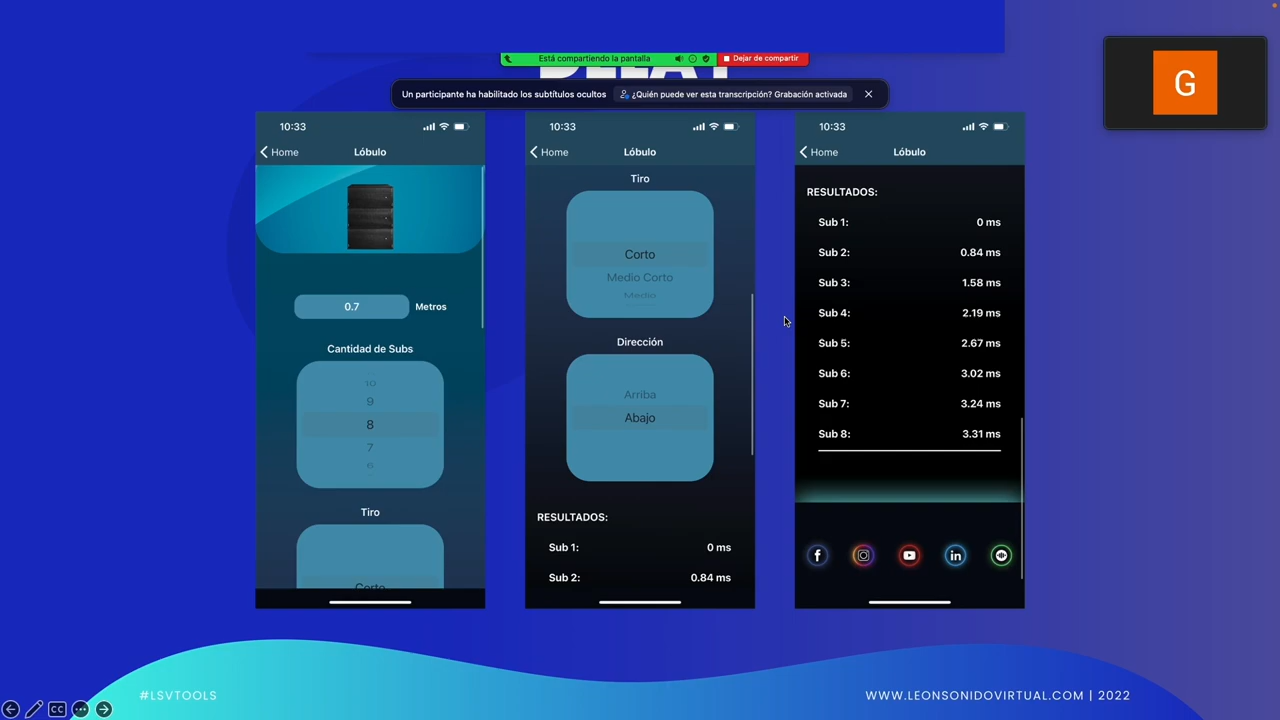 Está compartiendo la pantalla
Dejar de compartir
Un participante ha habilitado los subtítulos ocultos
¿Quién puede ver esta transcripción? Grabación activada
G
10:33
Home
Lóbulo
0.7
Metros
Cantidad de Subs
10
9
8
7
6
Tiro
Corto
10:33
Home
Lóbulo
Tiro
Corto
Medio Corto
Medio
Dirección
Arriba
Abajo
RESULTADOS:
Sub 1: 0 ms
Sub 2: 0.84 ms
10:33
Home
Lóbulo
RESULTADOS:
Sub 1: 0 ms
Sub 2: 0.84 ms
Sub 3: 1.58 ms
Sub 4: 2.19 ms
Sub 5: 2.67 ms
Sub 6: 3.02 ms
Sub 7: 3.24 ms
Sub 8: 3.31 ms
#LSVTOOLS
WWW.LEONSONIDOVIRTUAL.COM | 2022
CC